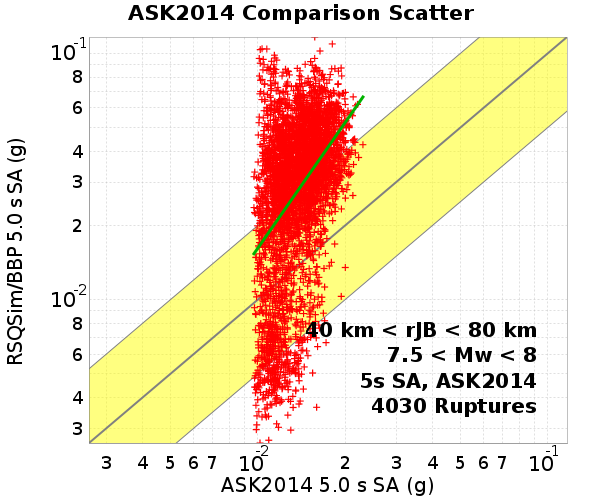 ASK2014 Comparison Scatter
RSQSim/BBP 5.0 s SA (g)
10-1
8
6
4
3
2
10-2
8
6
4
3
40 km < rJB < 80 km
7.5 < Mw < 8
5s SA, ASK2014
4030 Ruptures
3 4 5 6 7 10-2 2 3 4 5 6 7 10-1
ASK2014 5.0 s SA (g)